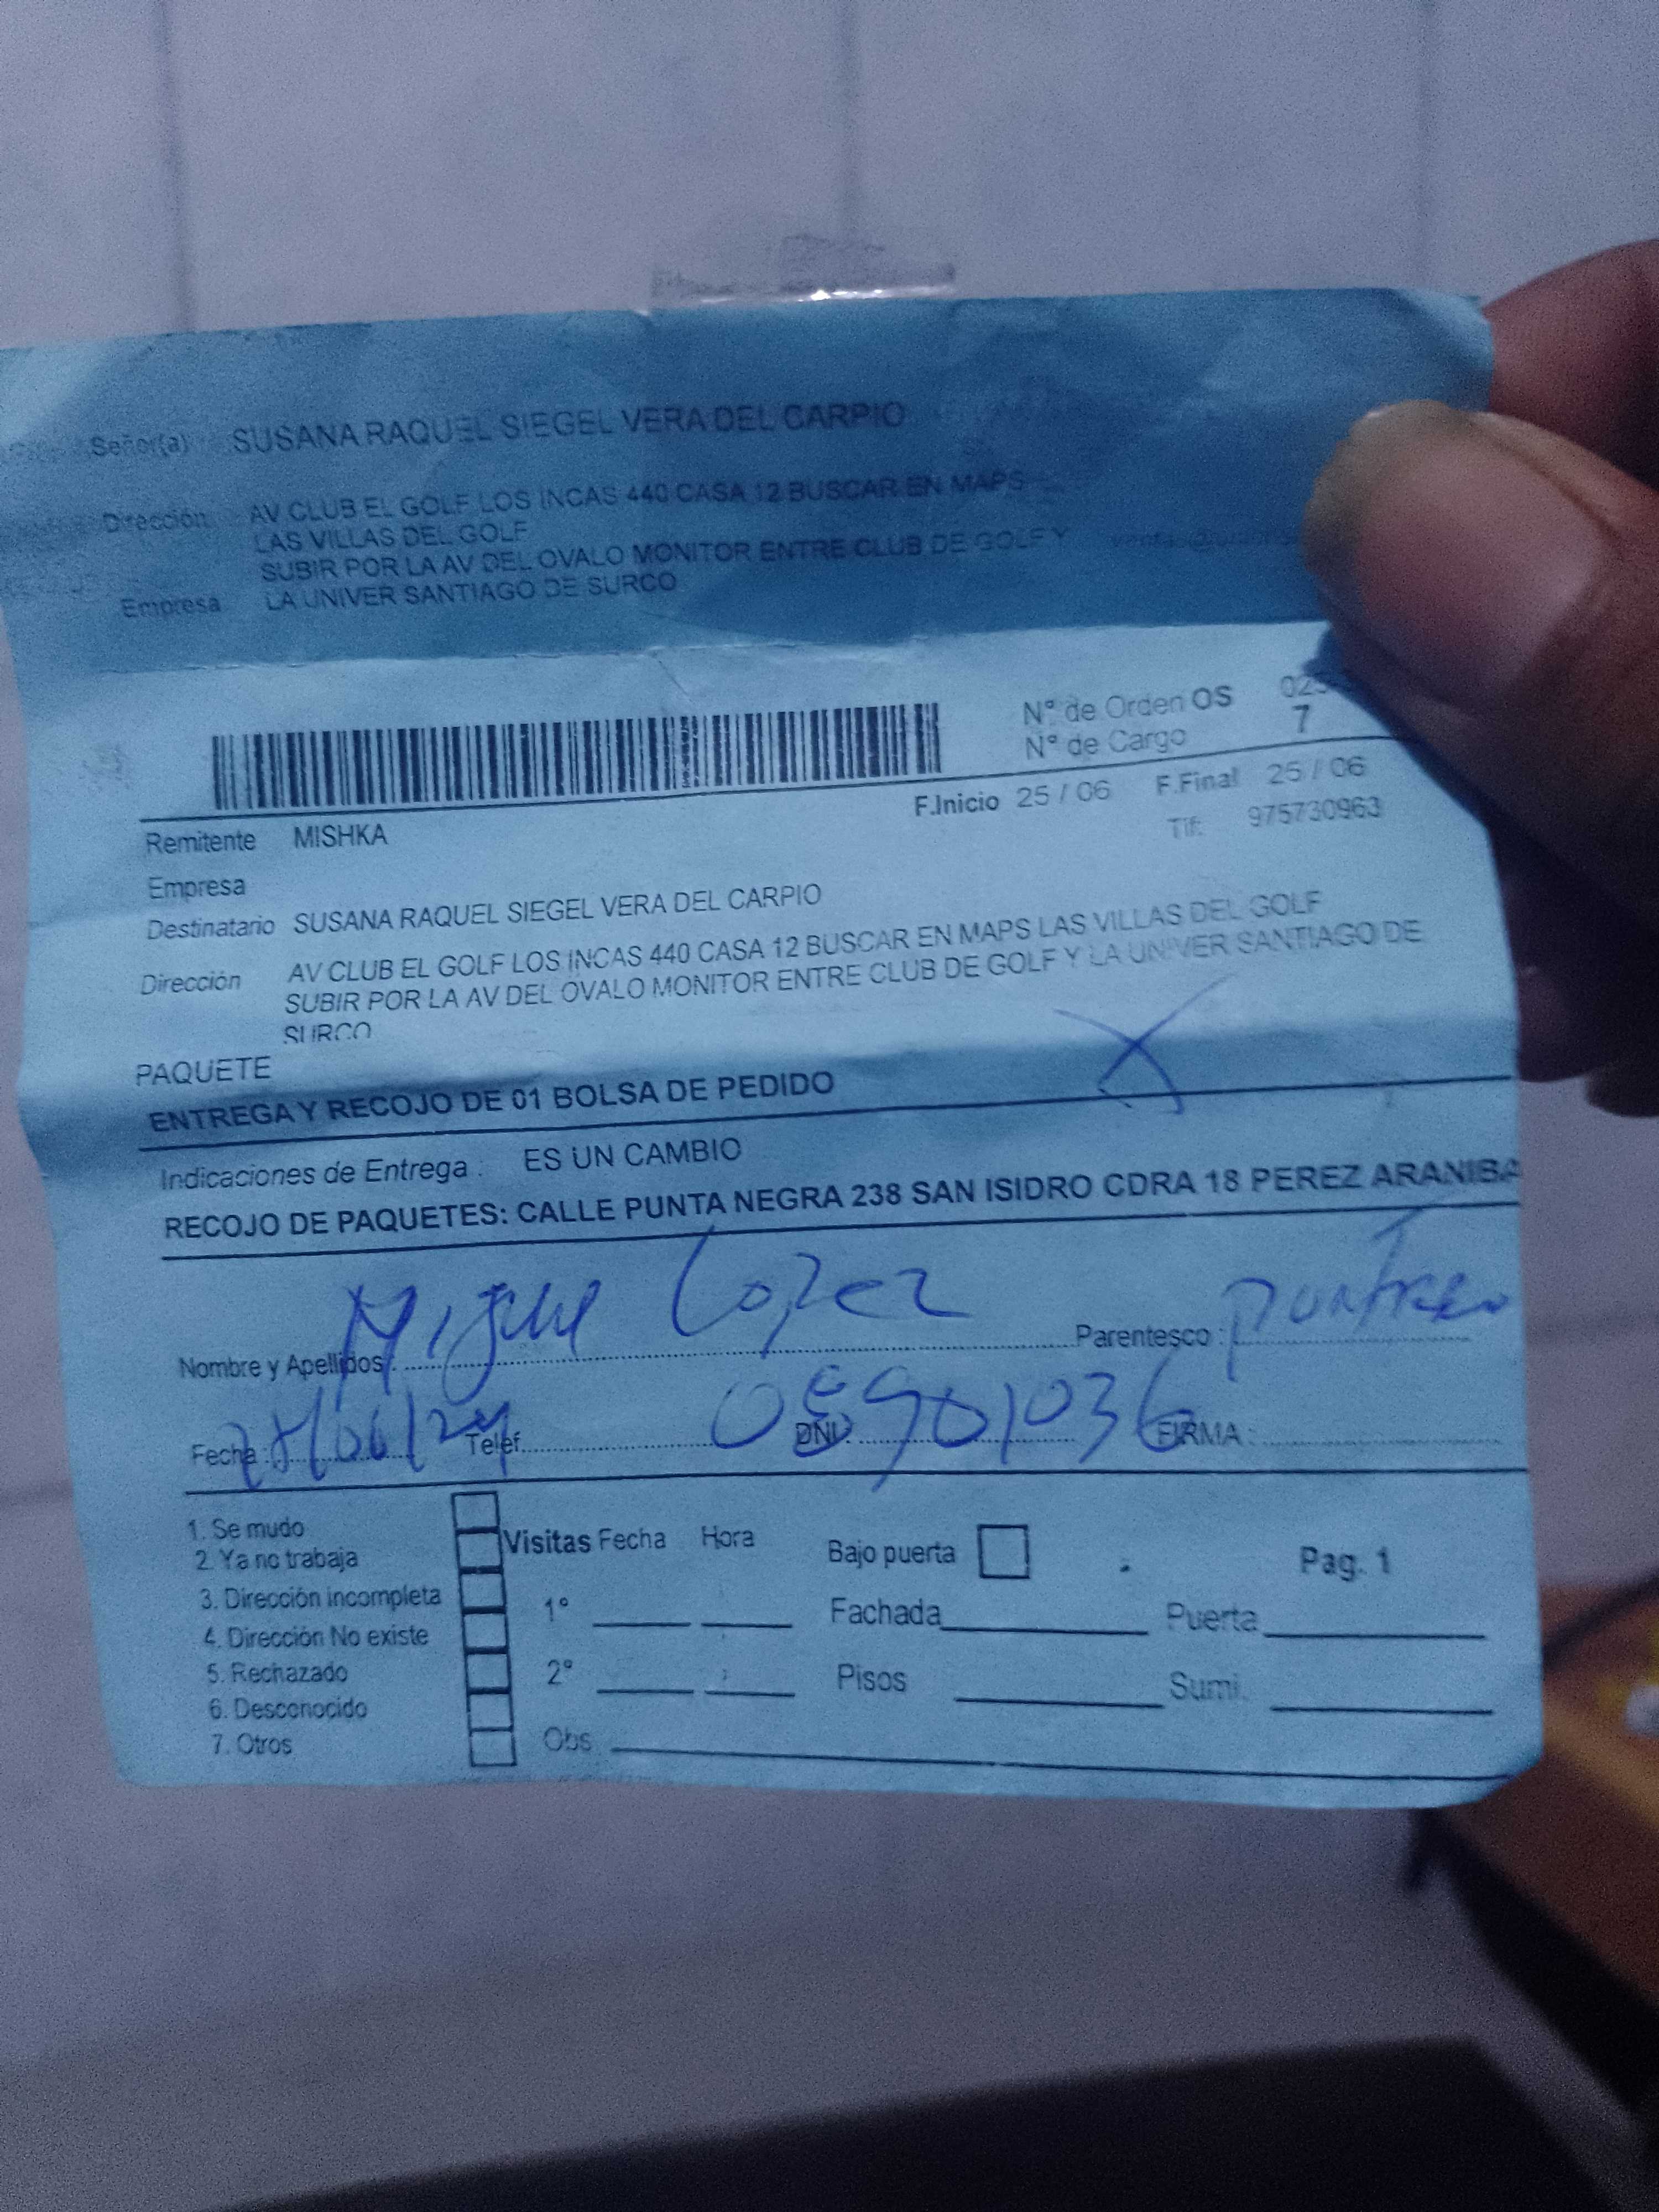 Señor(a) SUSANA RAQUEL SIEGEL VERA DEL CARPIO
Dirección AV CLUB EL GOLF LOS INCAS 440 CASA 12 BUSCAR EN MAPS
LAS VILLAS DEL GOLF
SUBIR POR LA AV DEL OVALO MONITOR ENTRE CLUB DE GOLF Y
Empresa LA UNIVER SANTIAGO DE SURCO
N° de Orden OS
N° de Cargo 7
F.Inicio 25 / 06 F.Final 25 / 06
Remitente MISHKA Tlf: 975730963
Empresa
Destinatario SUSANA RAQUEL SIEGEL VERA DEL CARPIO
Dirección AV CLUB EL GOLF LOS INCAS 440 CASA 12 BUSCAR EN MAPS LAS VILLAS DEL GOLF
SUBIR POR LA AV DEL OVALO MONITOR ENTRE CLUB DE GOLF Y LA UNIVER SANTIAGO DE
SURCO
PAQUETE
ENTREGA Y RECOJO DE 01 BOLSA DE PEDIDO
Indicaciones de Entrega : ES UN CAMBIO
RECOJO DE PAQUETES: CALLE PUNTA NEGRA 238 SAN ISIDRO CDRA 18 PEREZ ARANIBA
Nombre y Apellidos: Miguel Lopez Parentesco :
Fecha : Telef. DNI. FIRMA :
1. Se mudo
2. Ya no trabaja
3. Dirección incompleta
4. Dirección No existe
5. Rechazado
6. Desconocido
7. Otros
Visitas Fecha Hora Bajo puerta Pag. 1
1° Fachada Puerta
2° : Pisos Sumi.
Obs